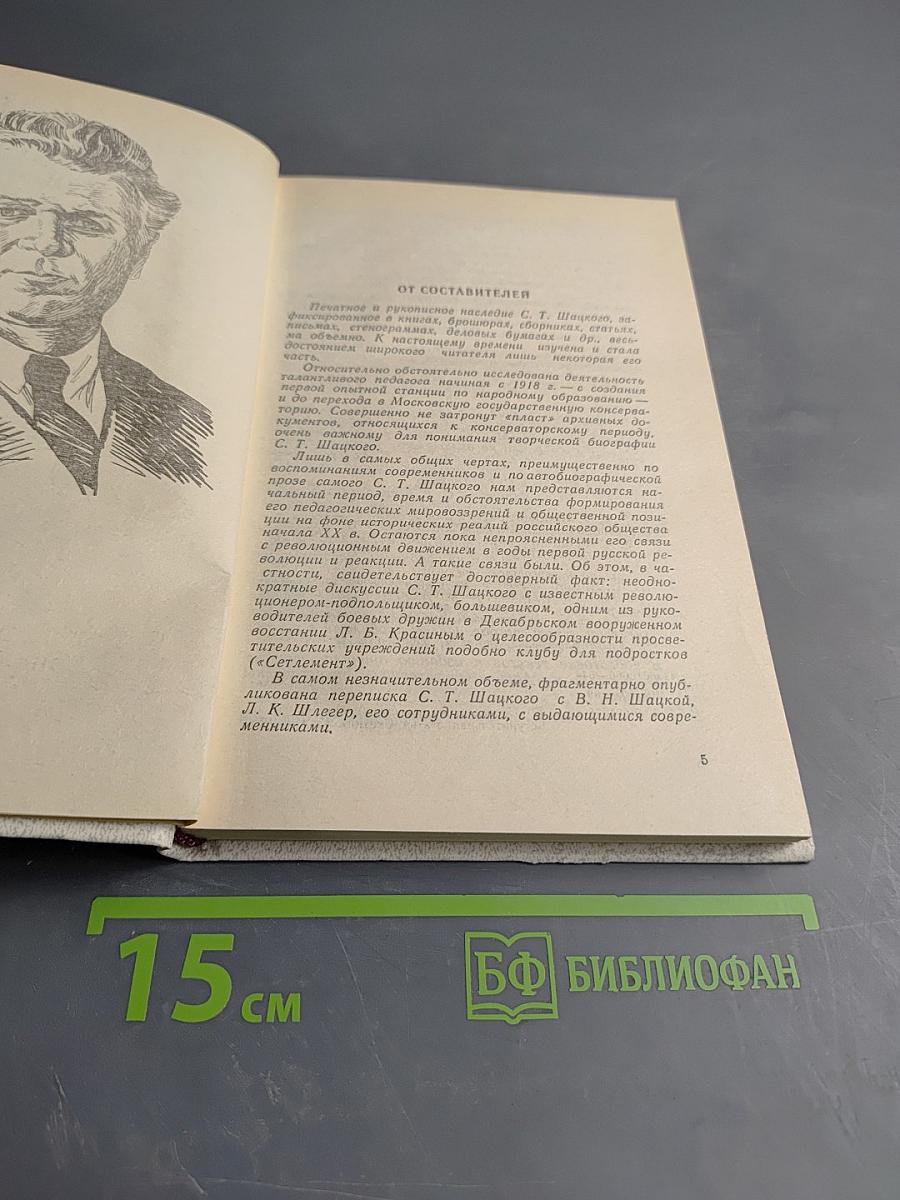 ОТ СОСТАВИТЕЛЕЙ
Печатное и рукописное наследие С. Т. Шацкого, за-
фиксированное в книгах, брошюрах, сборниках, статьях,
письмах, стенограммах, деловых бумагах и др., весь-
ма объемно. К настоящему времени изучена и стала
достоянием широкого читателя лишь некоторая его
часть.
Относительно обстоятельно исследована деятельность
талантливого педагога начиная с 1918 г. — с создания
первой опытной станции по народному образованию —
и до перехода в Московскую государственную консерва-
торию. Совершенно не затронут «пласт» архивных до-
кументов, относящихся к консерваторскому периоду,
очень важному для понимания творческой биографии
С. Т. Шацкого.
Лишь в самых общих чертах, преимущественно по
воспоминаниям современников и по автобиографической
прозе самого С. Т. Шацкого нам представляются на-
чальный период, время и обстоятельства формирования
его педагогических мировоззрений и общественной пози-
ции на фоне исторических реалий российского общества
начала XX в. Остаются пока непроясненными его связи
с революционным движением в годы первой русской ре-
волюции и реакции. А такие связи были. Об этом, в ча-
стности, свидетельствует достоверный факт: неодно-
кратные дискуссии С. Т. Шацкого с известным револю-
ционером-подпольщиком, большевиком, одним из руко-
водителей боевых дружин в Декабрьском вооруженном
восстании Л. Б. Красиным о целесообразности просве-
тительских учреждений подобно клубу для подростков
(«Сетлемент»).
В самом незначительном объеме, фрагментарно опуб-
ликована переписка С. Т. Шацкого с В. Н. Шацкой,
Л. К. Шлегер, его сотрудниками, с выдающимися совре-
менниками.
5
15 см
БФ БИБЛИОФАН